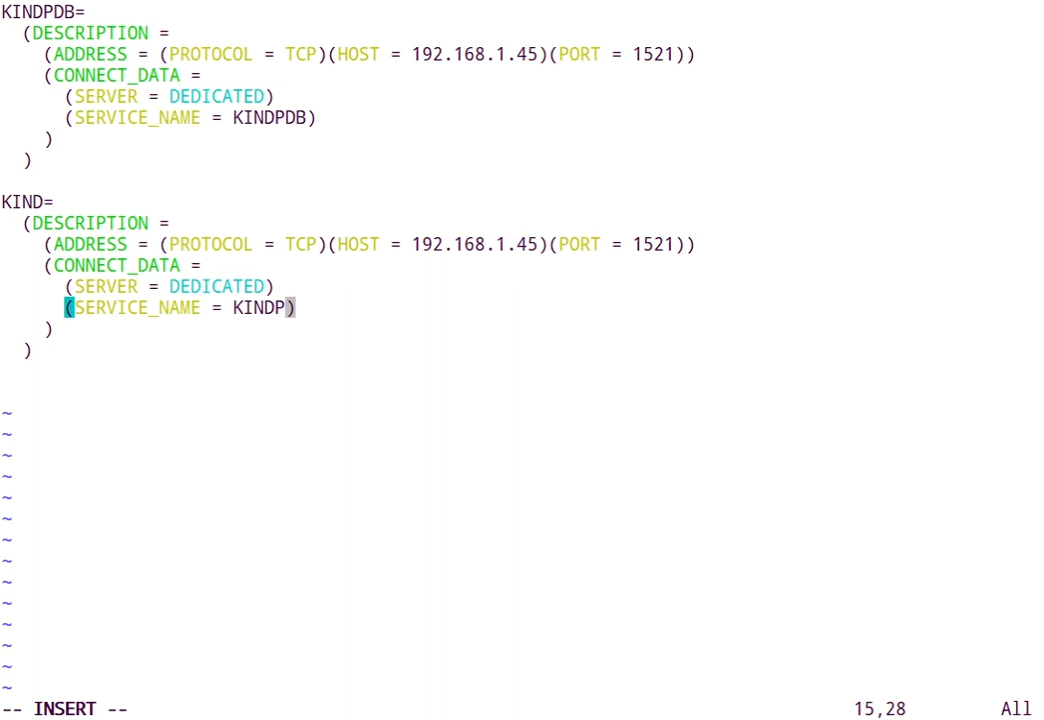 KINDPDB=
(DESCRIPTION =
(ADDRESS = (PROTOCOL = TCP)(HOST = 192.168.1.45)(PORT = 1521))
(CONNECT_DATA =
(SERVER = DEDICATED)
(SERVICE_NAME = KINDPDB)
)
)
KIND=
(DESCRIPTION =
(ADDRESS = (PROTOCOL = TCP)(HOST = 192.168.1.45)(PORT = 1521))
(CONNECT_DATA =
(SERVER = DEDICATED)
(SERVICE_NAME = KINDP)
)
)
~
~
~
~
~
~
~
~
~
~
~
~
~
~
-- INSERT -- 15,28 All